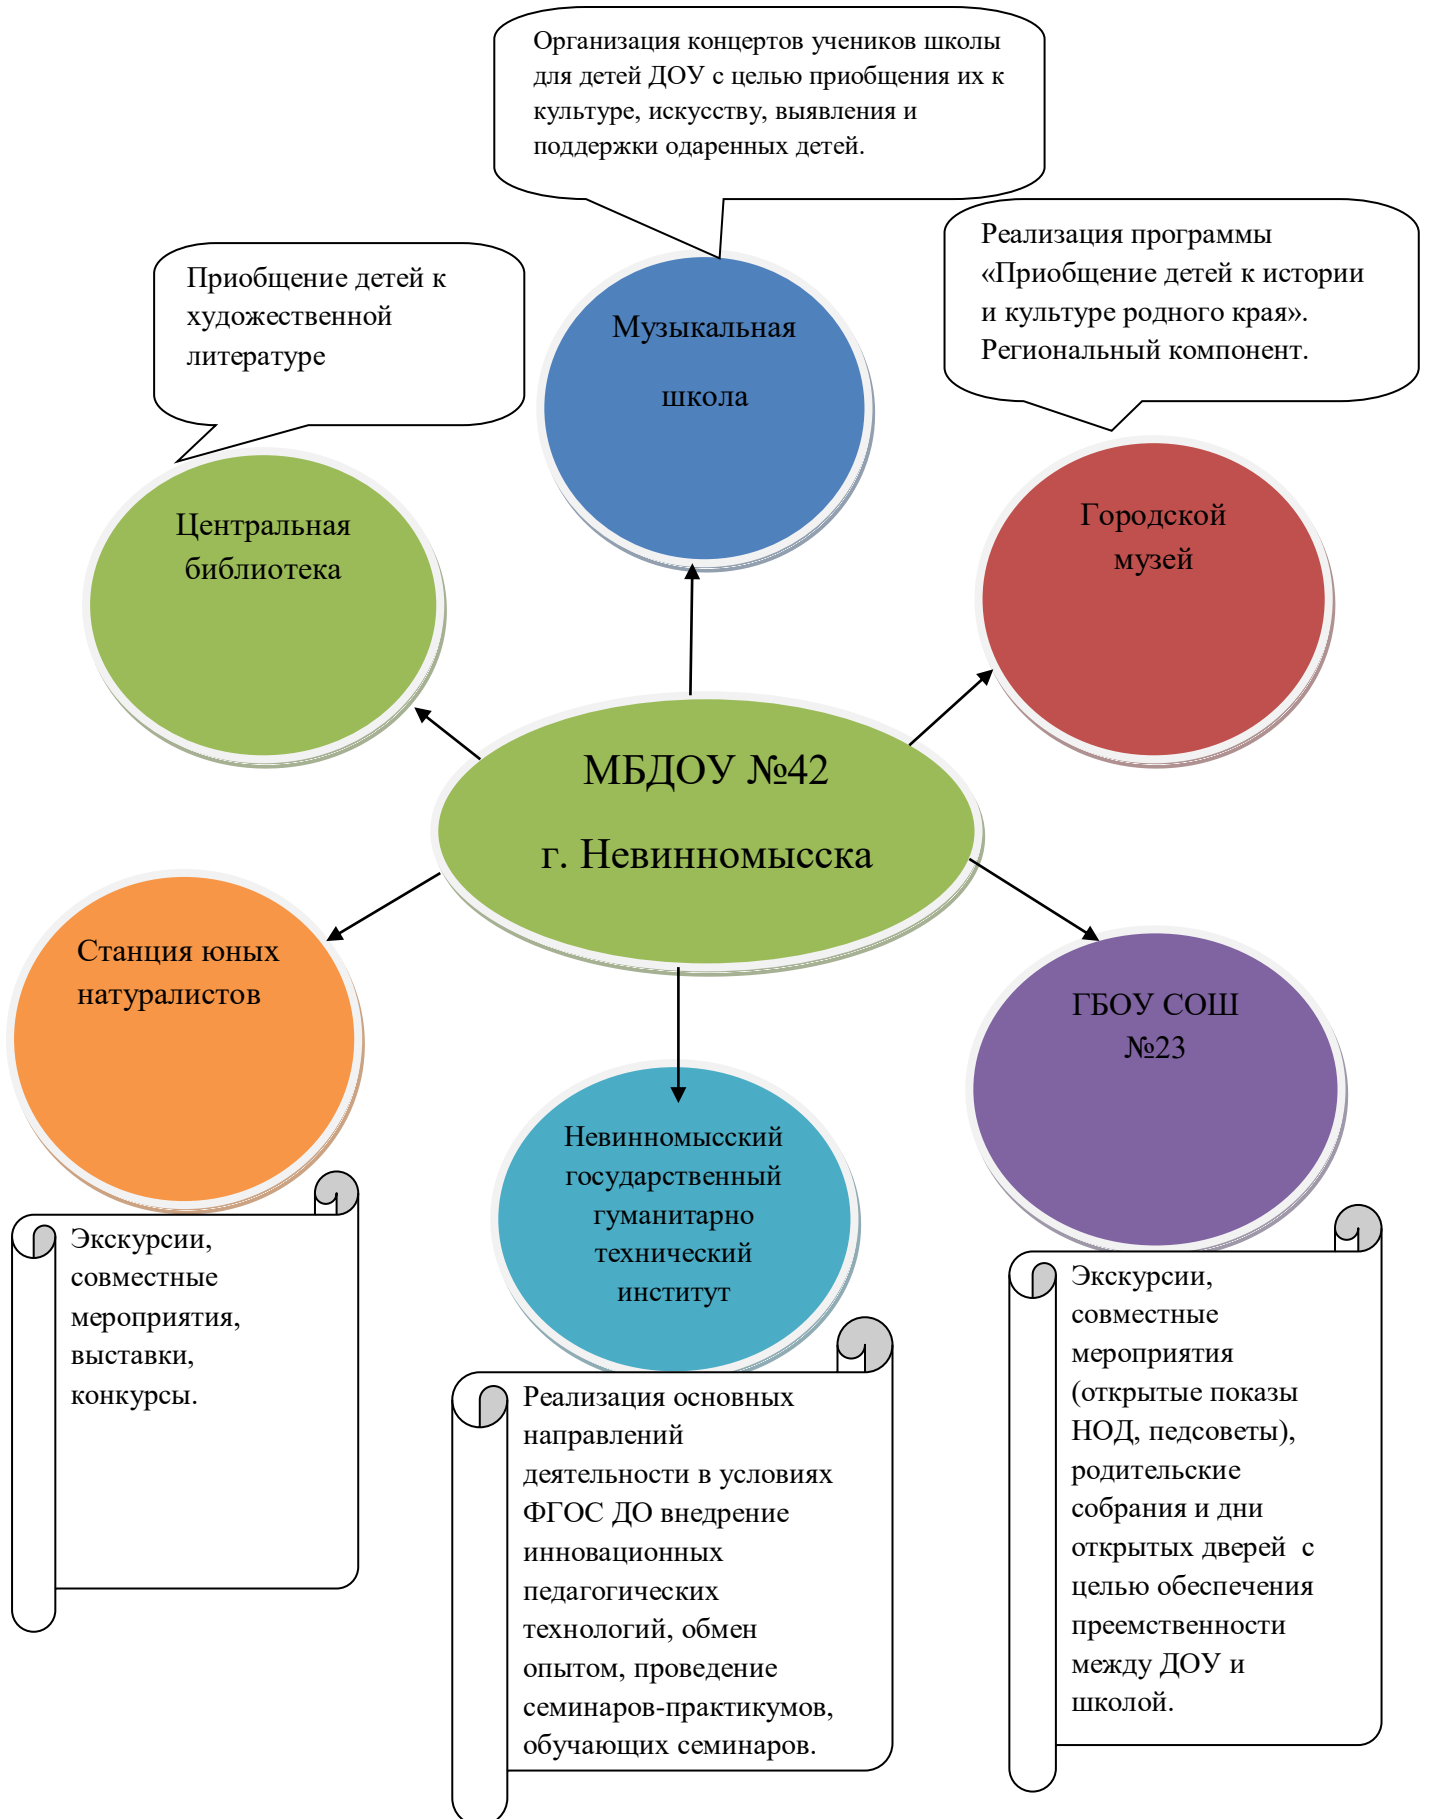 Организация концертов учеников школы
для детей ДОУ с целью приобщения их к
культуре, искусству, выявления и
поддержки одаренных детей.
Приобщение детей к
художественной
литературе
Реализация программы
«Приобщение детей к истории
и культуре родного края».
Региональный компонент.
Музыкальная
школа
Центральная
библиотека
Городской
музей
МБДОУ №42
г. Невинномысска
Станция юных
натуралистов
Невинномысский
государственный
гуманитарно
технический
институт
ГБОУ СОШ
№23
Экскурсии,
совместные
мероприятия,
выставки,
конкурсы.
Реализация основных
направлений
деятельности в условиях
ФГОС ДО внедрение
инновационных
педагогических
технологий, обмен
опытом, проведение
семинаров-практикумов,
обучающих семинаров.
Экскурсии,
совместные
мероприятия
(открытые показы
НОД, педсоветы),
родительские
собрания и дни
открытых дверей с
целью обеспечения
преемственности
между ДОУ и
школой.